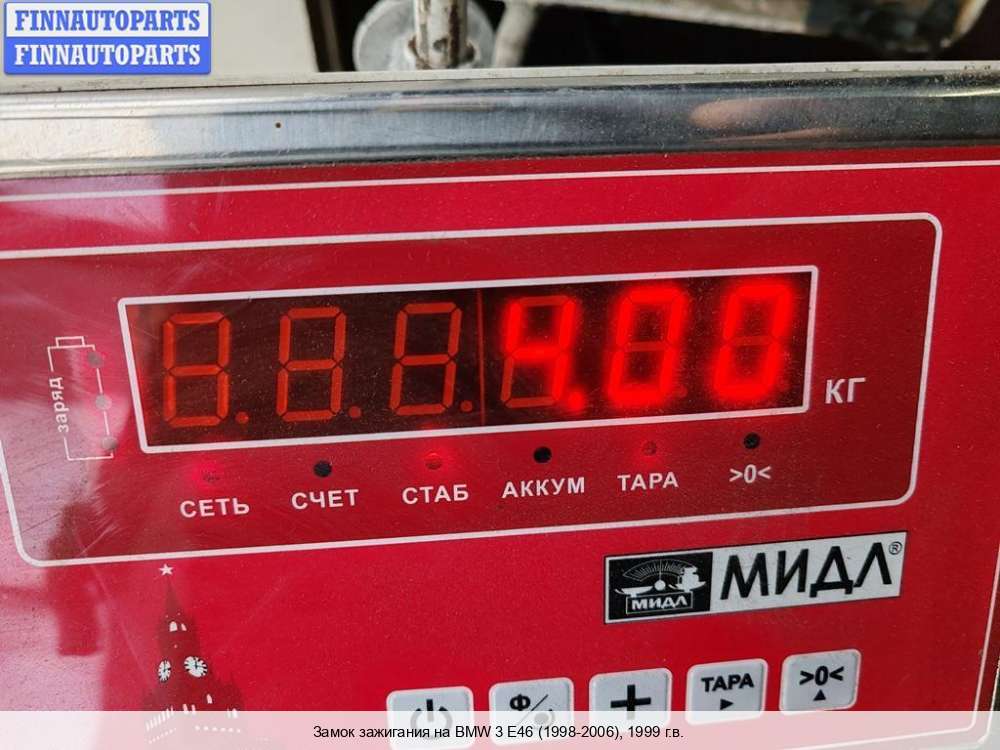 FINNAUTOPARTS
FINNAUTOPARTS
4.00
КГ
заряд
СЕТЬ
СЧЕТ
СТАБ
АККУМ
ТАРА
>0<
МИДЛ
МИДЛ®
Ф/
+
ТАРА
>0<
Замок зажигания на BMW 3 E46 (1998-2006), 1999 г.в.